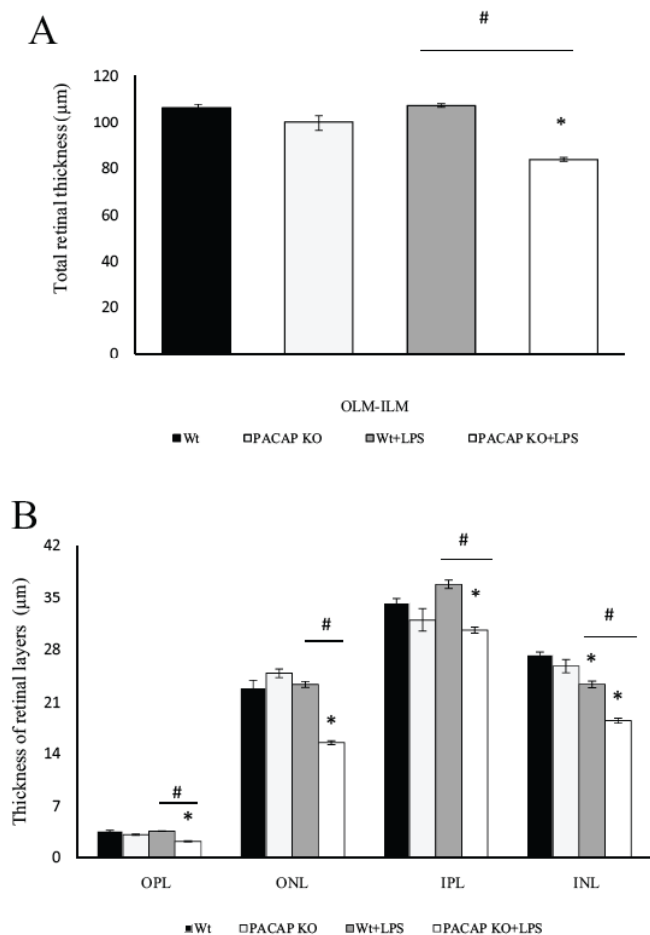 A
#
Total retinal thickness (μm)
120
100
80
60
40
20
0
*
OLM-ILM
Wt PACAP KO Wt+LPS PACAP KO+LPS
B
Thickness of retinal layers (μm)
42
35
28
21
14
7
0
# * # * # * * # *
OPL ONL IPL INL
Wt PACAP KO Wt+LPS PACAP KO+LPS